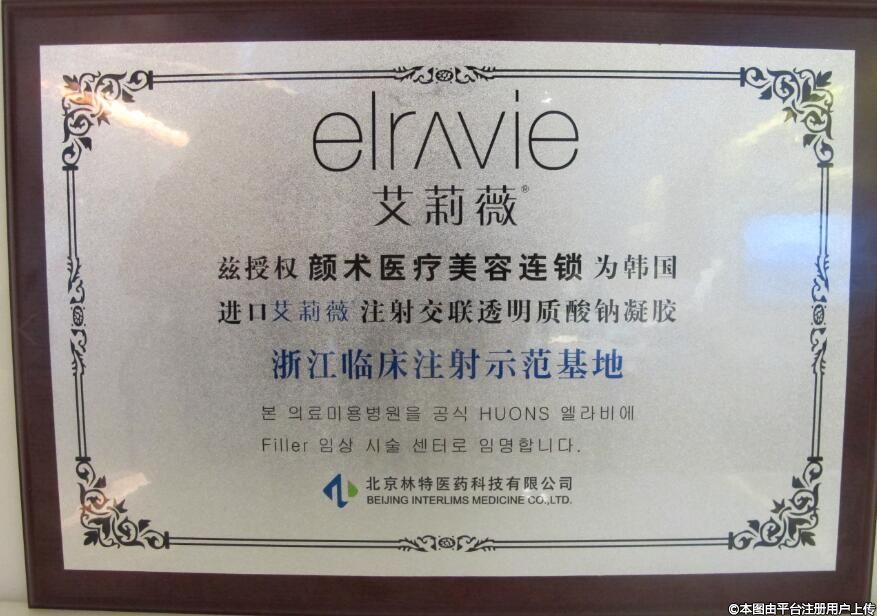 elravie
艾莉薇®
兹授权 颜术医疗美容连锁 为韩国
进口艾莉薇®注射交联透明质酸钠凝胶
浙江临床注射示范基地
본 의료미용병원을 공식 HUONS 엘라비에
Filler 임상 시술 센터로 임명합니다.
北京林特医药科技有限公司
BEIJING INTERLIMS MEDICINE CO.,LTD.
©本图由平台注册用户上传